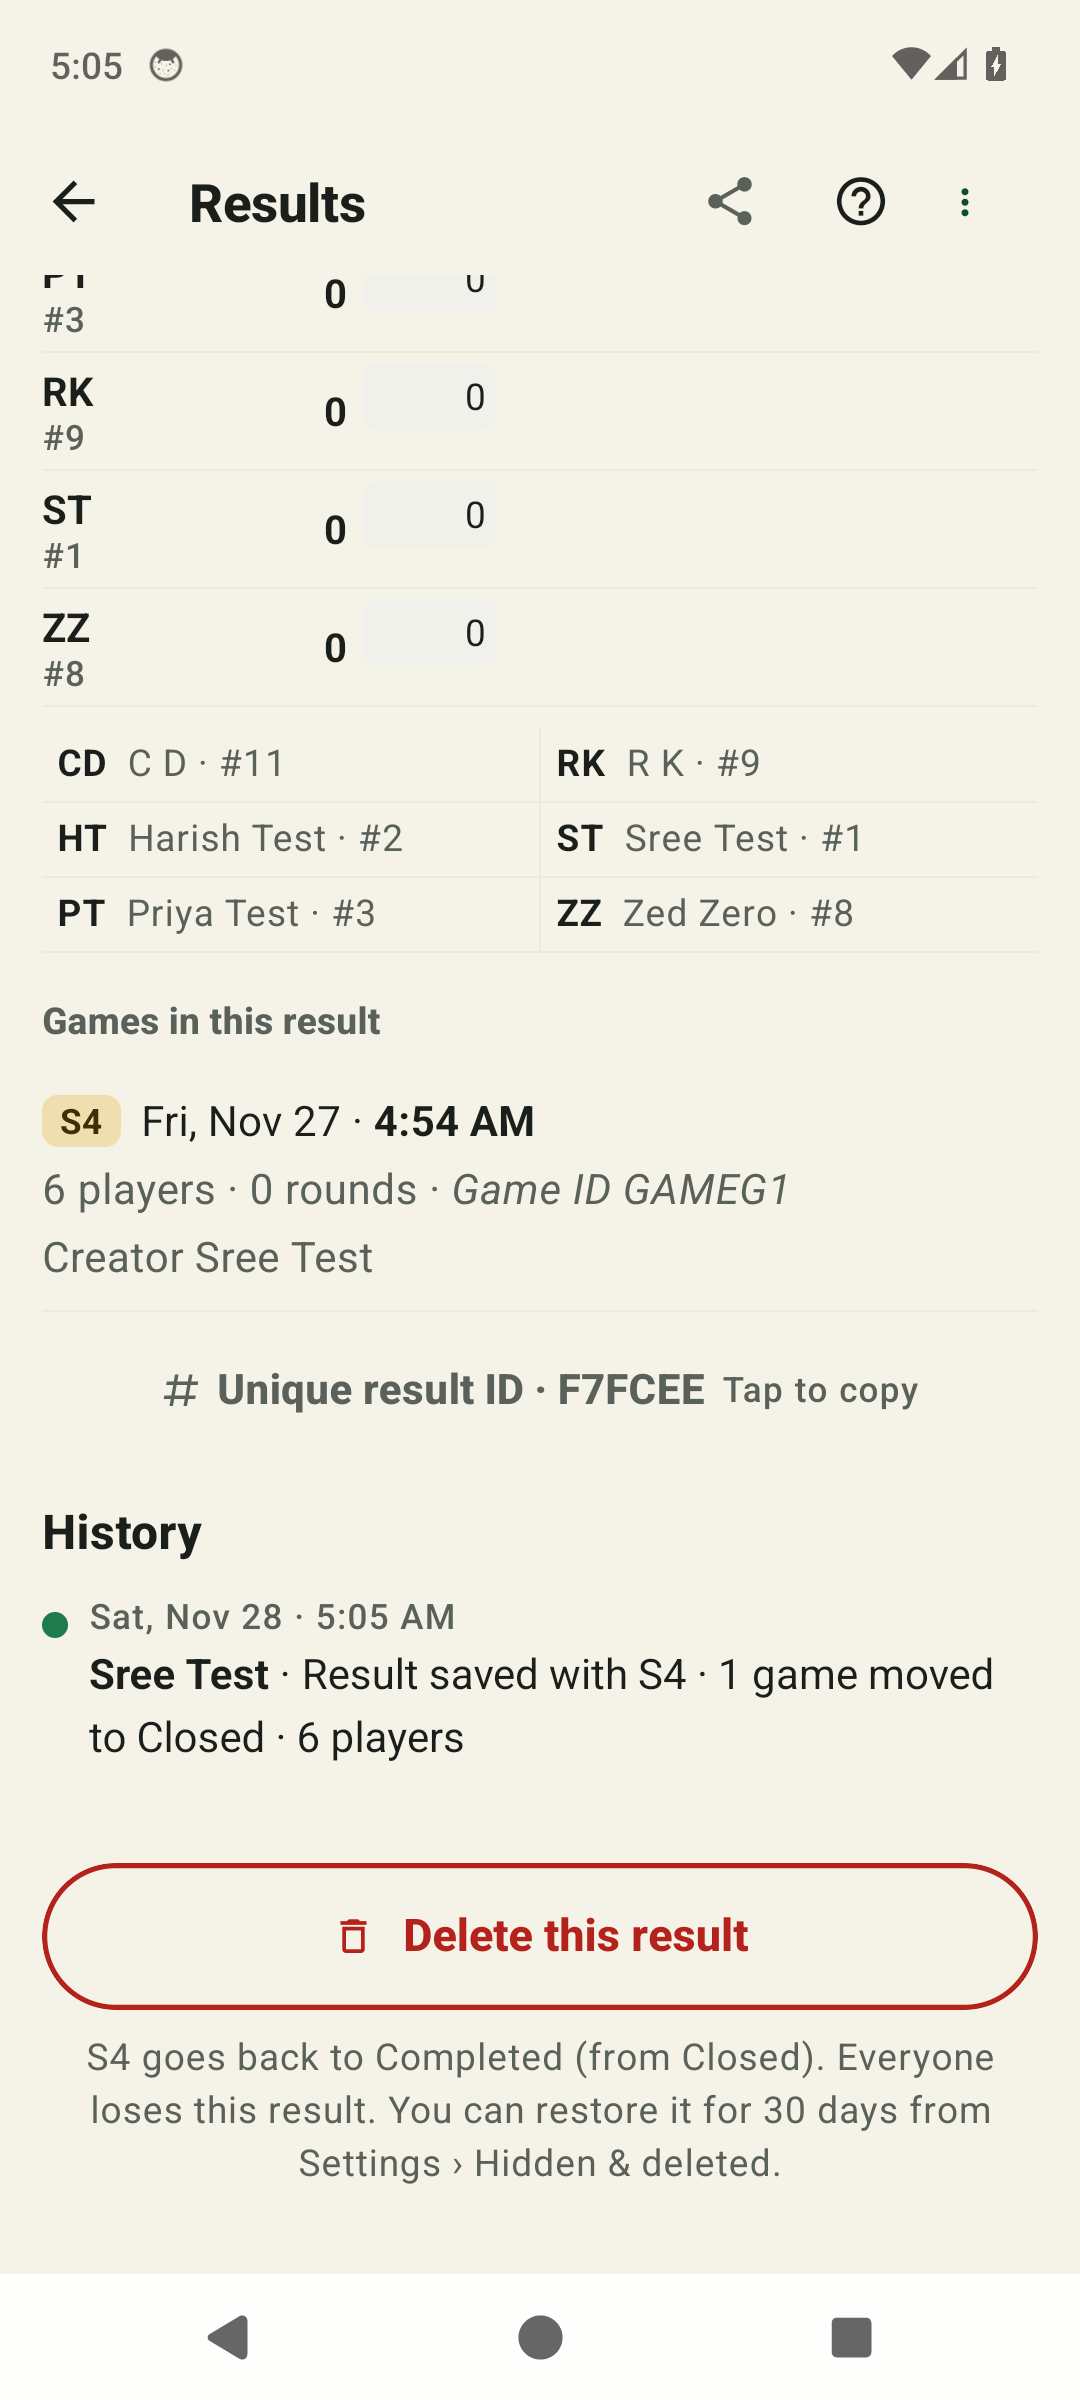 5:05
Results
PT 0 0
#3
RK 0 0
#9
ST 0 0
#1
ZZ 0 0
#8
CD C D · #11 RK R K · #9
HT Harish Test · #2 ST Sree Test · #1
PT Priya Test · #3 ZZ Zed Zero · #8
Games in this result
S4 Fri, Nov 27 · 4:54 AM
6 players · 0 rounds · Game ID GAMEG1
Creator Sree Test
# Unique result ID · F7FCEE Tap to copy
History
Sat, Nov 28 · 5:05 AM
Sree Test · Result saved with S4 · 1 game moved
to Closed · 6 players
Delete this result
S4 goes back to Completed (from Closed). Everyone
loses this result. You can restore it for 30 days from
Settings › Hidden & deleted.